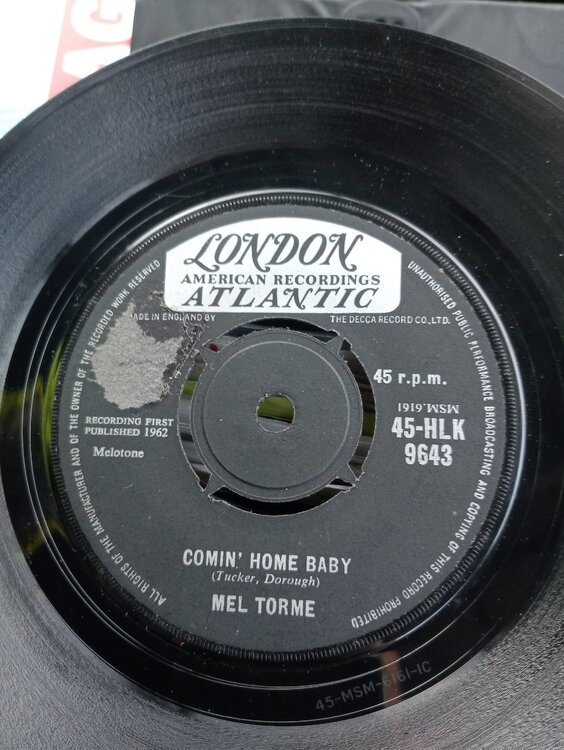 AG
LONDON
AMERICAN RECORDINGS
ATLANTIC
ADE IN ENGLAND BY THE DECCA RECORD CO., LTD.
ALL RIGHTS OF THE MANUFACTURER AND OF THE OWNER OF THE RECORDED WORK RESERVED
UNAUTHORISED PUBLIC PERFORMANCE BROADCASTING AND COPYING OF THIS RECORD PROHIBITED
45 r.p.m.
MSM.6161
45-HLK
9643
RECORDING FIRST
PUBLISHED 1962
Melotone
COMIN' HOME BABY
(Tucker, Dorough)
MEL TORME
45-MSM-6161-1C